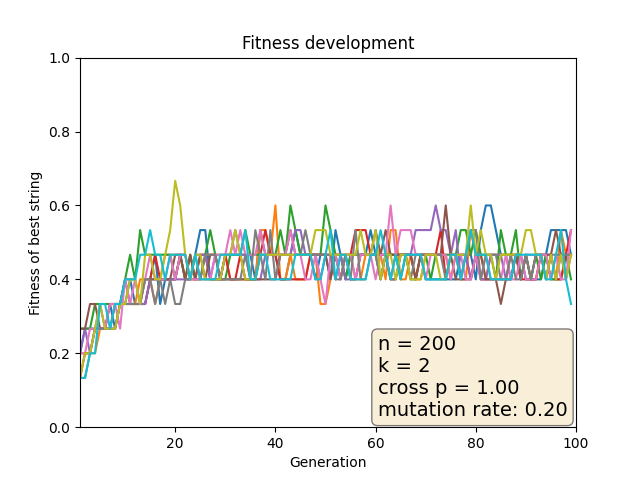 Fitness development
1.0
0.8
0.6
0.4
0.2
0.0
Fitness of best string
n = 200
k = 2
cross p = 1.00
mutation rate: 0.20
20
40
60
80
100
Generation